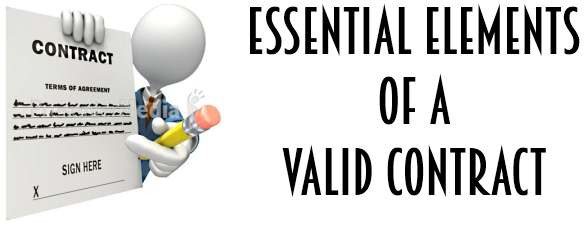 CONTRACT
TERMS OF AGREEMENT
SIGN HERE
X
ESSENTIAL ELEMENTS
OF A
VALID CONTRACT